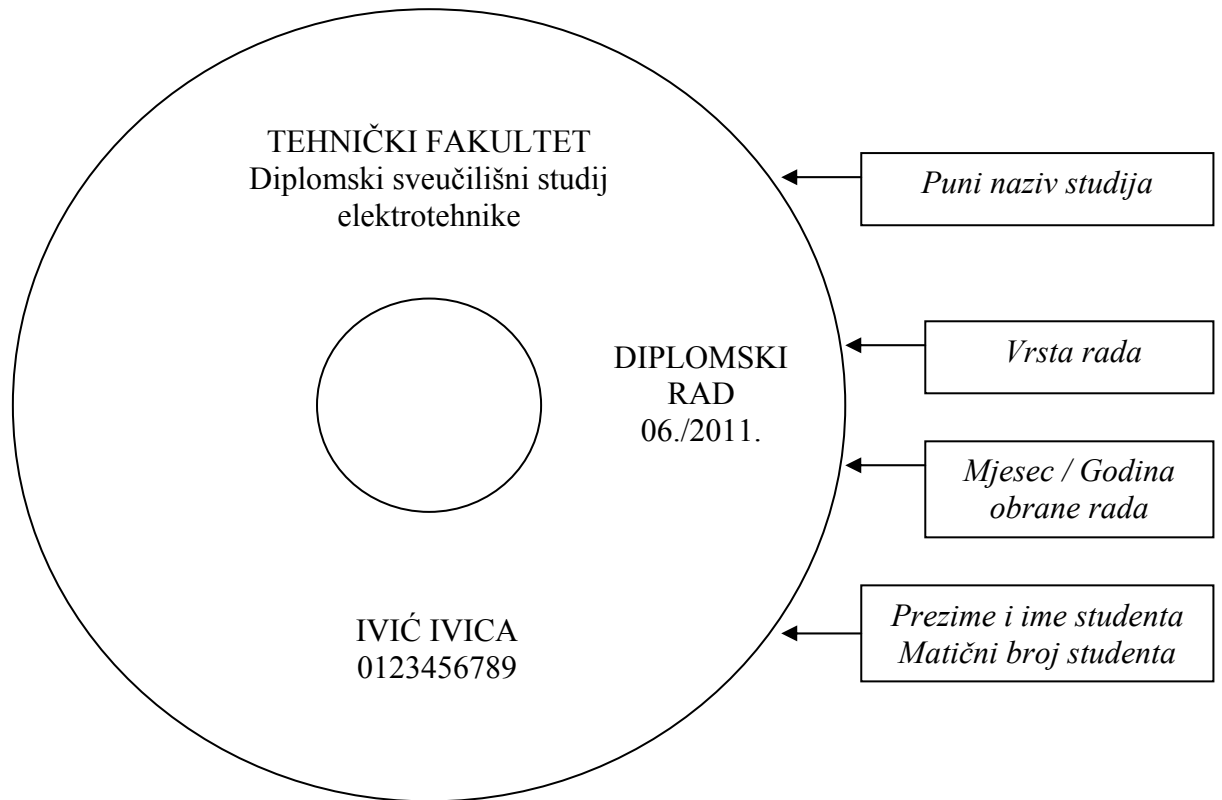 TEHNIČKI FAKULTET
Diplomski sveučilišni studij
elektrotehnike
Puni naziv studija
DIPLOMSKI
RAD
06./2011.
Vrsta rada
Mjesec / Godina
obrane rada
IVIĆ IVICA
0123456789
Prezime i ime studenta
Matični broj studenta